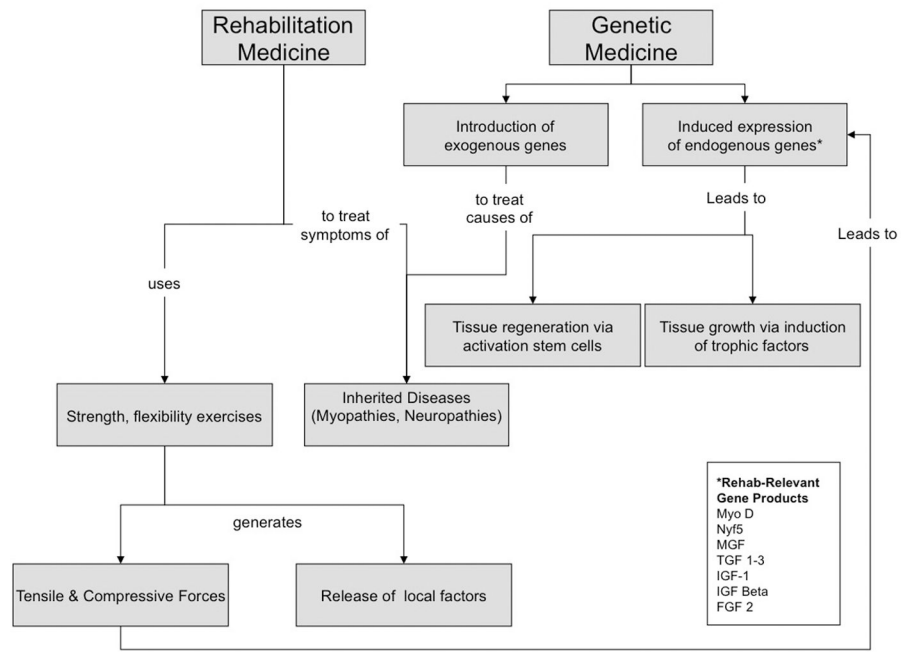 Rehabilitation
Medicine
Genetic
Medicine
Introduction of
exogenous genes
Induced expression
of endogenous genes*
to treat
causes of
Leads to
to treat
symptoms of
Leads to
uses
Tissue regeneration via
activation stem cells
Tissue growth via induction
of trophic factors
Strength, flexibility exercises
Inherited Diseases
(Myopathies, Neuropathies)
generates
*Rehab-Relevant
Gene Products
Myo D
Nyf5
MGF
TGF 1-3
IGF-1
IGF Beta
FGF 2
Tensile & Compressive Forces
Release of local factors